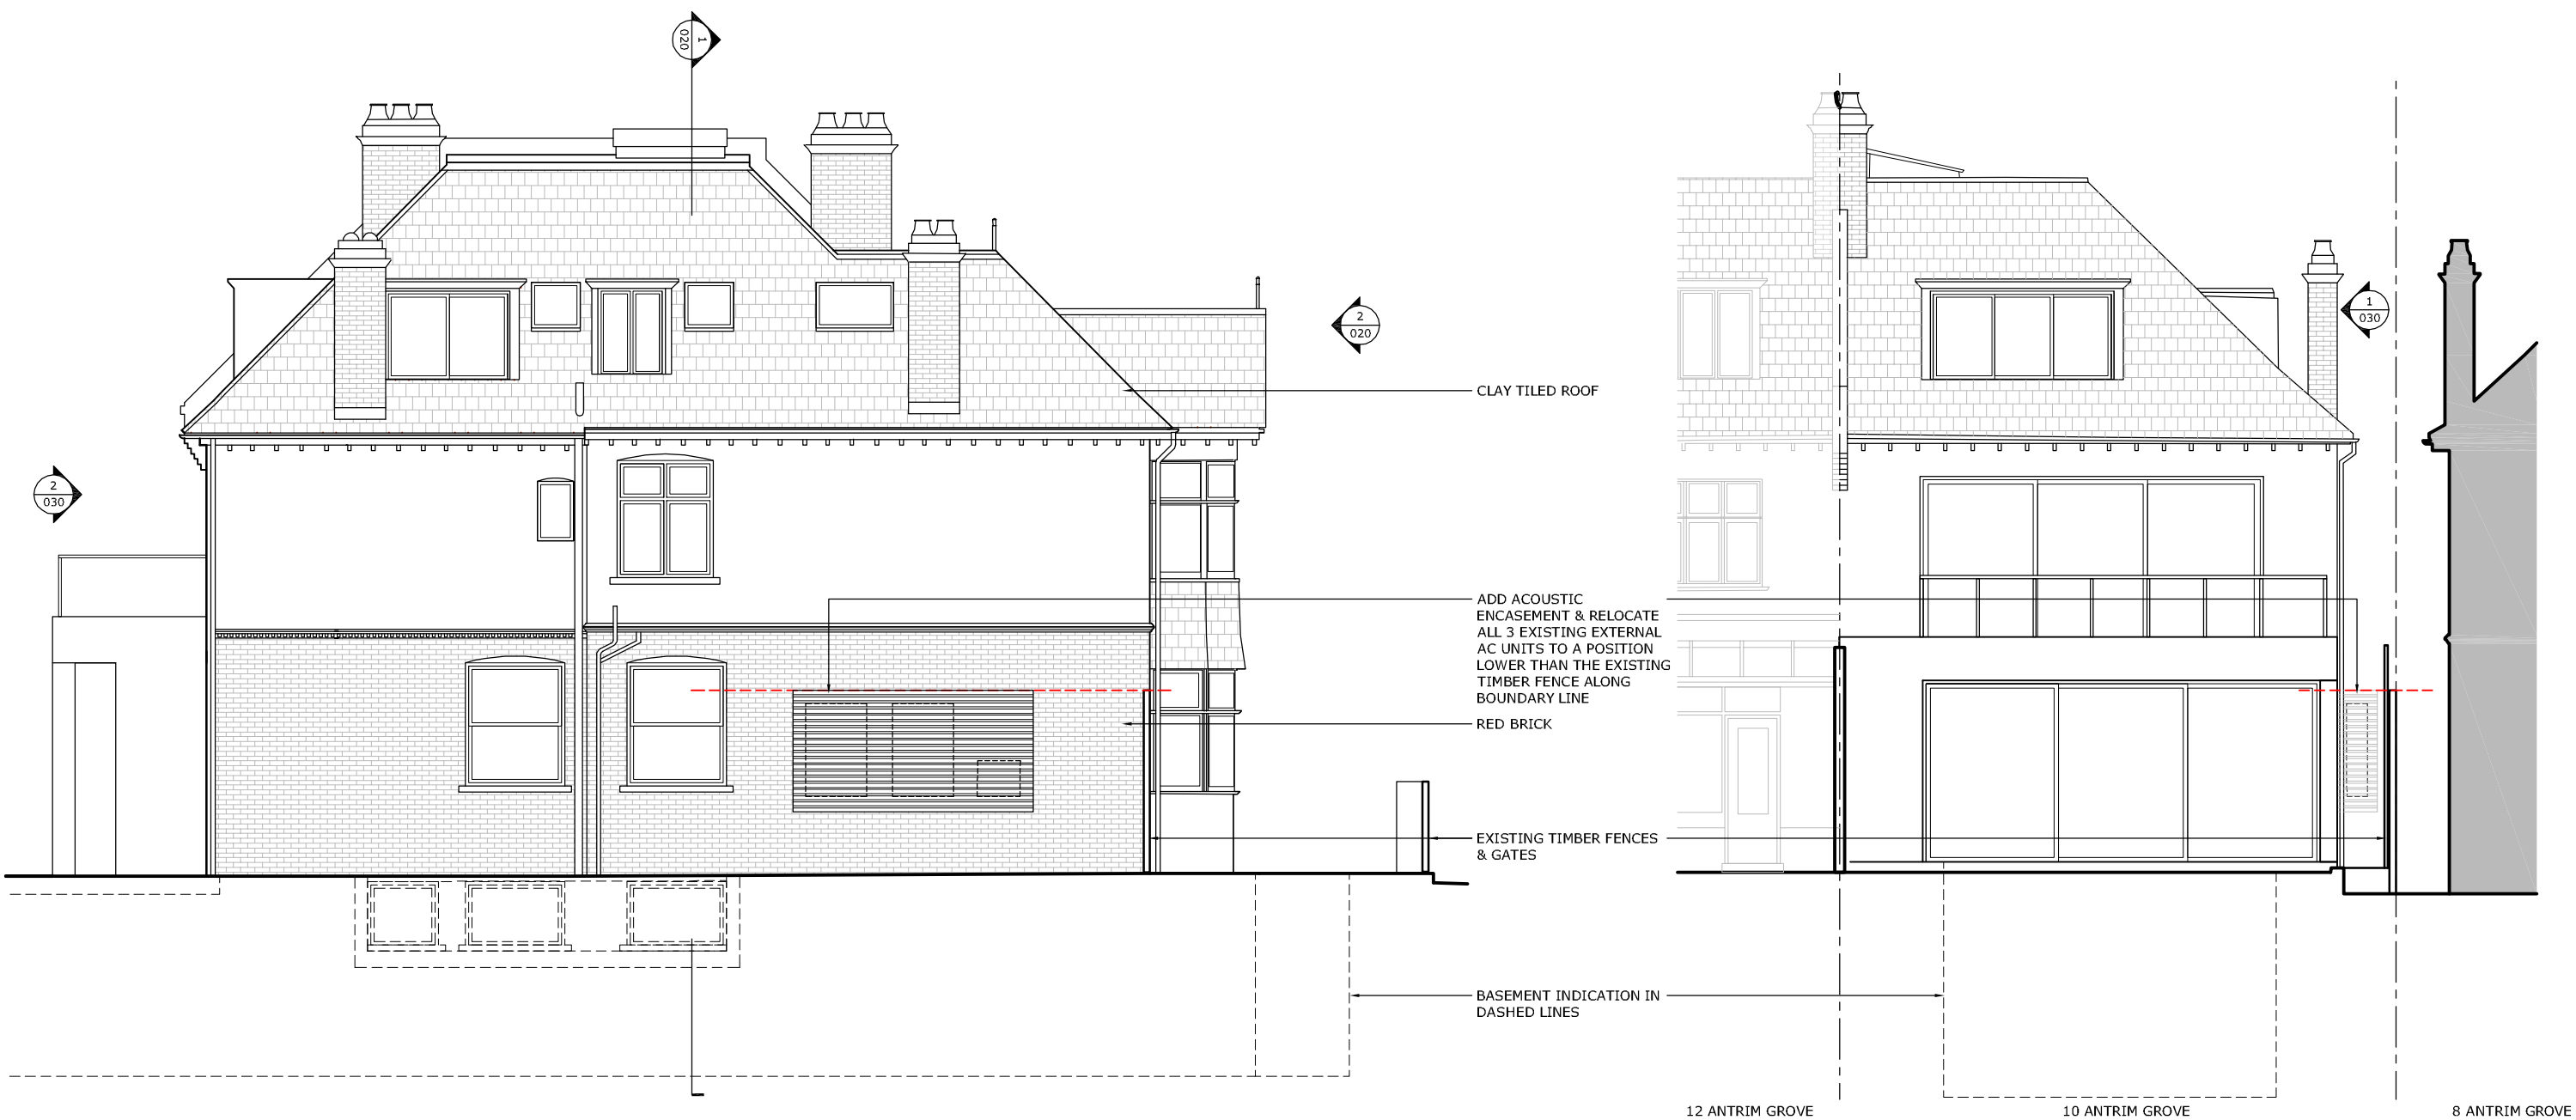 1
020
2
020
1
030
2
030
CLAY TILED ROOF
ADD ACOUSTIC
ENCASEMENT & RELOCATE
ALL 3 EXISTING EXTERNAL
AC UNITS TO A POSITION
LOWER THAN THE EXISTING
TIMBER FENCE ALONG
BOUNDARY LINE
RED BRICK
EXISTING TIMBER FENCES
& GATES
BASEMENT INDICATION IN
DASHED LINES
12 ANTRIM GROVE
10 ANTRIM GROVE
8 ANTRIM GROVE